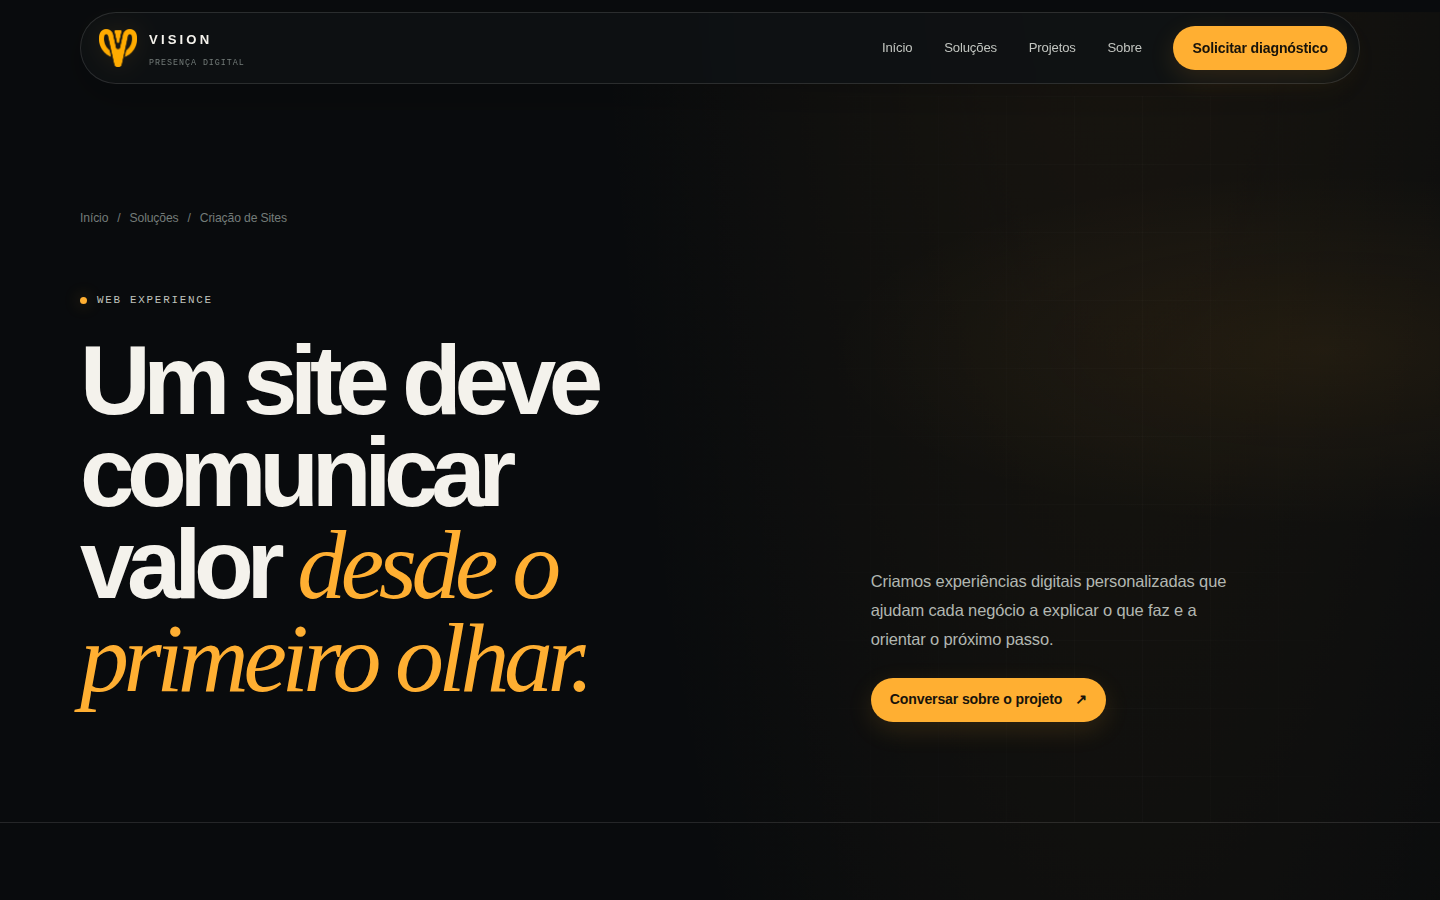 VISION
PRESENÇA DIGITAL
Início
Soluções
Projetos
Sobre
Solicitar diagnóstico
Início / Soluções / Criação de Sites
WEB EXPERIENCE
Um site deve
comunicar
valor desde o
primeiro olhar.
Criamos experiências digitais personalizadas que
ajudam cada negócio a explicar o que faz e a
orientar o próximo passo.
Conversar sobre o projeto ↗